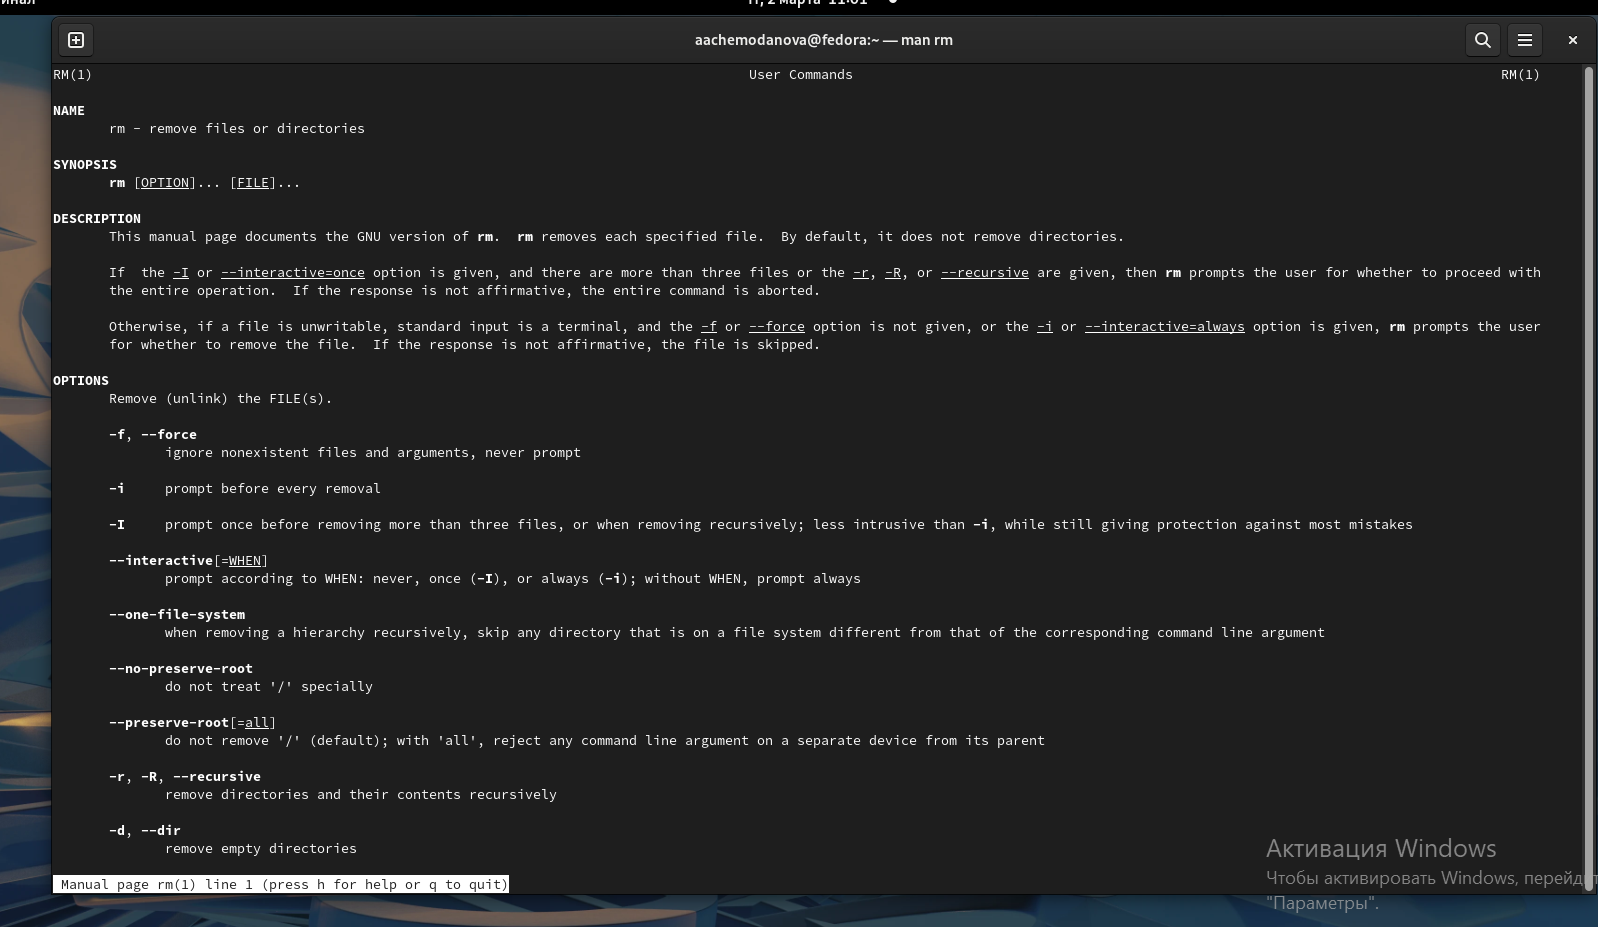 2 марта 11:01
aachemodanova@fedora:~ — man rm
RM(1) User Commands RM(1)
NAME
rm - remove files or directories
SYNOPSIS
rm [OPTION]... [FILE]...
DESCRIPTION
This manual page documents the GNU version of rm.  rm removes each specified file.  By default, it does not remove directories.
If  the -I or --interactive=once option is given, and there are more than three files or the -r, -R, or --recursive are given, then rm prompts the user for whether to proceed with
the entire operation.  If the response is not affirmative, the entire command is aborted.
Otherwise, if a file is unwritable, standard input is a terminal, and the -f or --force option is not given, or the -i or --interactive=always option is given, rm prompts the user
for whether to remove the file.  If the response is not affirmative, the file is skipped.
OPTIONS
Remove (unlink) the FILE(s).
-f, --force
ignore nonexistent files and arguments, never prompt
-i prompt before every removal
-I prompt once before removing more than three files, or when removing recursively; less intrusive than -i, while still giving protection against most mistakes
--interactive[=WHEN]
prompt according to WHEN: never, once (-I), or always (-i); without WHEN, prompt always
--one-file-system
when removing a hierarchy recursively, skip any directory that is on a file system different from that of the corresponding command line argument
--no-preserve-root
do not treat '/' specially
--preserve-root[=all]
do not remove '/' (default); with 'all', reject any command line argument on a separate device from its parent
-r, -R, --recursive
remove directories and their contents recursively
-d, --dir
remove empty directories
Manual page rm(1) line 1 (press h for help or q to quit)
Активация Windows
Чтобы активировать Windows, перейдит
"Параметры".